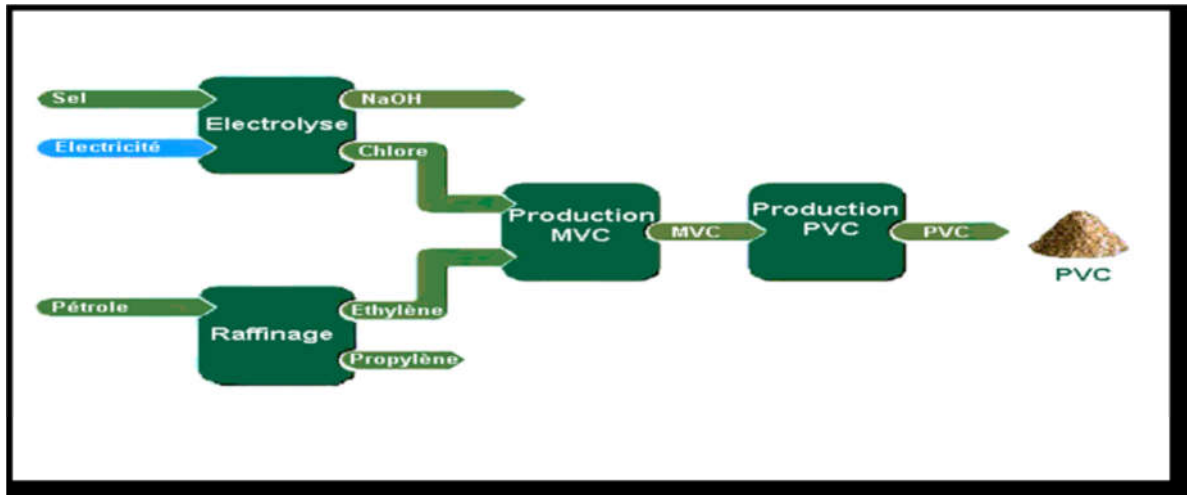 Sel
NaOH
Electrolyse
Electricité
Chlore
Production
MVC
MVC
Production
PVC
PVC
PVC
Pétrole
Ethylène
Raffinage
Propylène